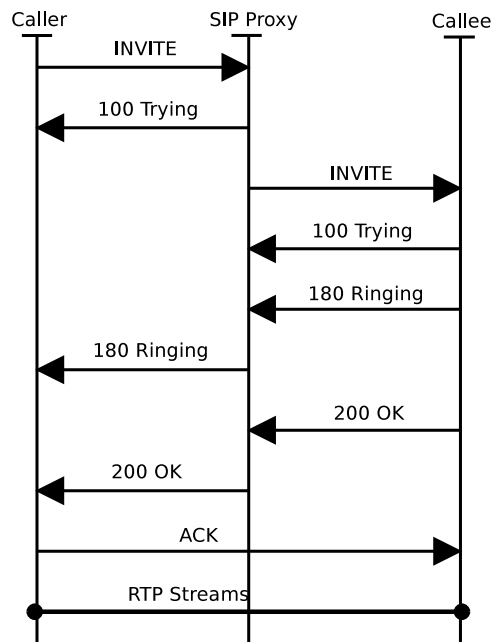 Caller
SIP Proxy
Callee
INVITE
100 Trying
INVITE
100 Trying
180 Ringing
180 Ringing
200 OK
200 OK
ACK
RTP Streams